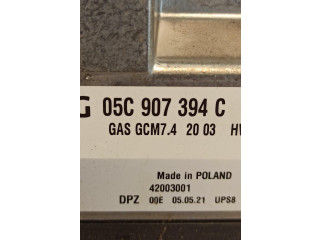 G 05C 907 394 C
GAS GCM7.4 20 03 H
Made in POLAND
42003001
DPZ 00E 05.05.21 UPS8